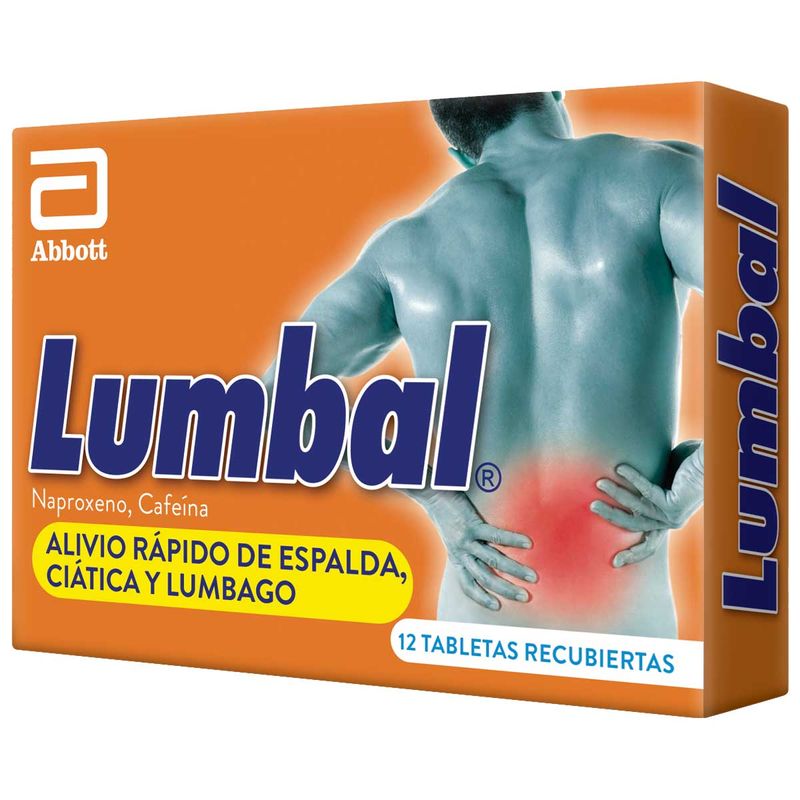 Abbott
Lumbal®
Naproxeno, Cafeína
ALIVIO RÁPIDO DE ESPALDA,
CIÁTICA Y LUMBAGO
12 TABLETAS RECUBIERTAS
Lumbal